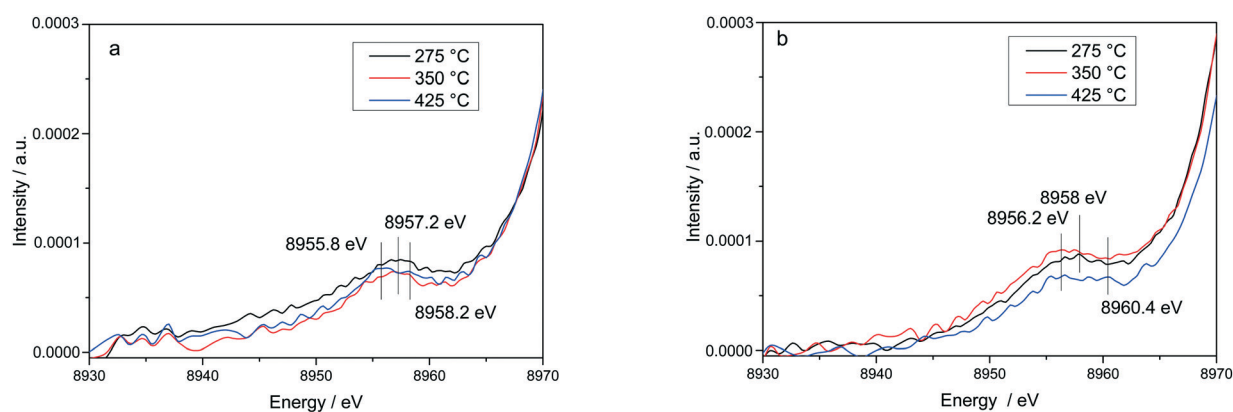 a
275 °C
350 °C
425 °C
0.0003
0.0002
0.0001
0.0000
Intensity / a.u.
8957.2 eV
8955.8 eV
8958.2 eV
8930
8940
8950
8960
8970
Energy / eV
b
275 °C
350 °C
425 °C
0.0003
0.0002
0.0001
0.0000
Intensity / a.u.
8958 eV
8956.2 eV
8960.4 eV
8930
8940
8950
8960
8970
Energy / eV